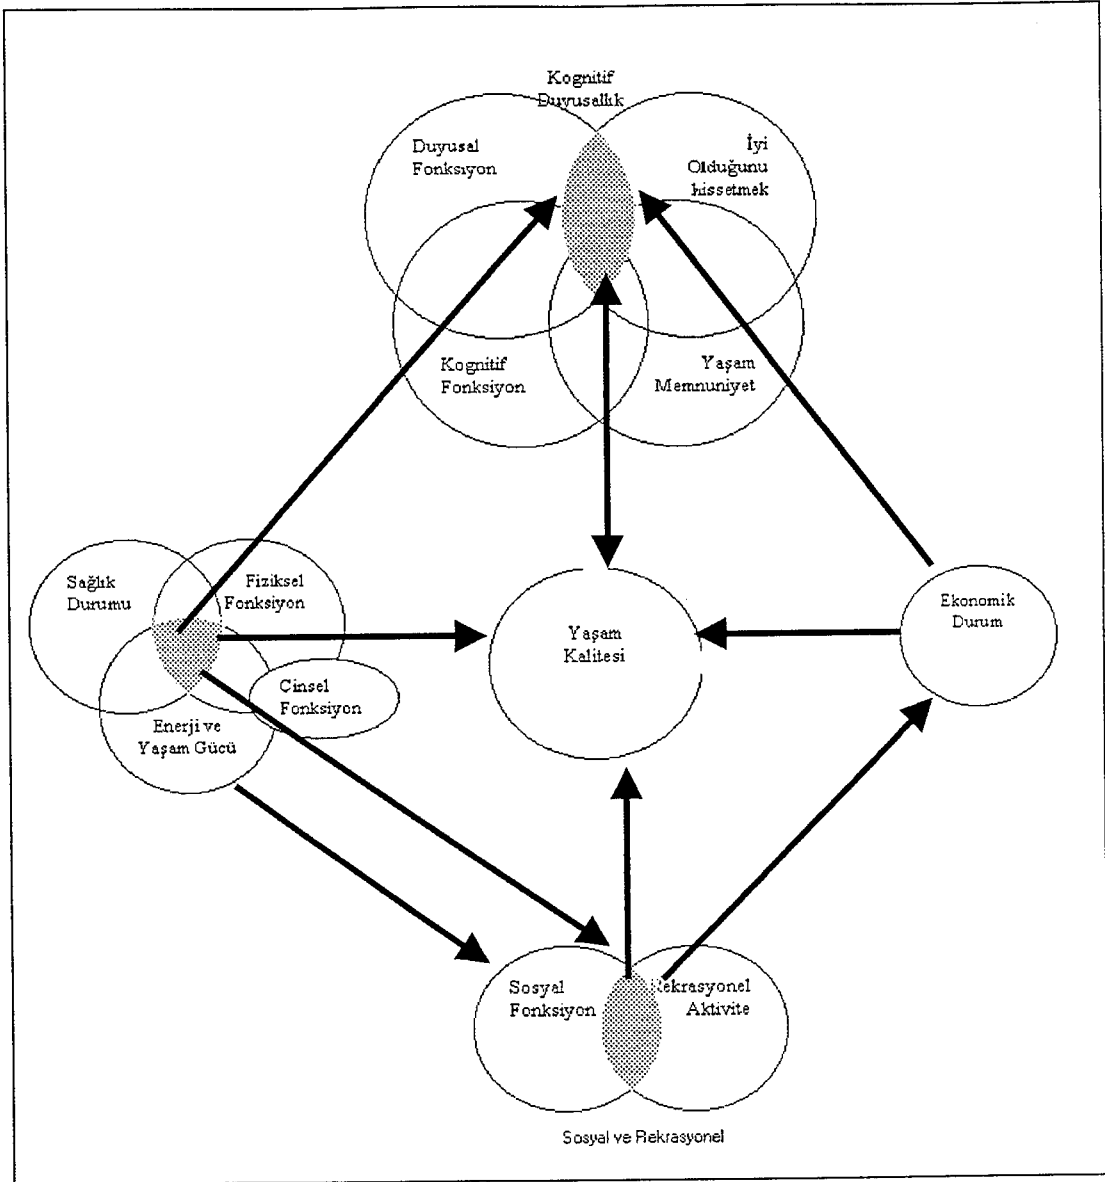 Kognitif
Duyusallık
Duyusal
Fonksiyon
İyi
Olduğunu
hissetmek
Kognitif
Fonksiyon
Yaşam
Memnuniyet
Sağlık
Durumu
Fiziksel
Fonksiyon
Cinsel
Fonksiyon
Enerji ve
Yaşam Gücü
Yaşam
Kalitesi
Ekonomik
Durum
Sosyal
Fonksiyon
Rekrasyonel
Aktivite
Sosyal ve Rekrasyonel